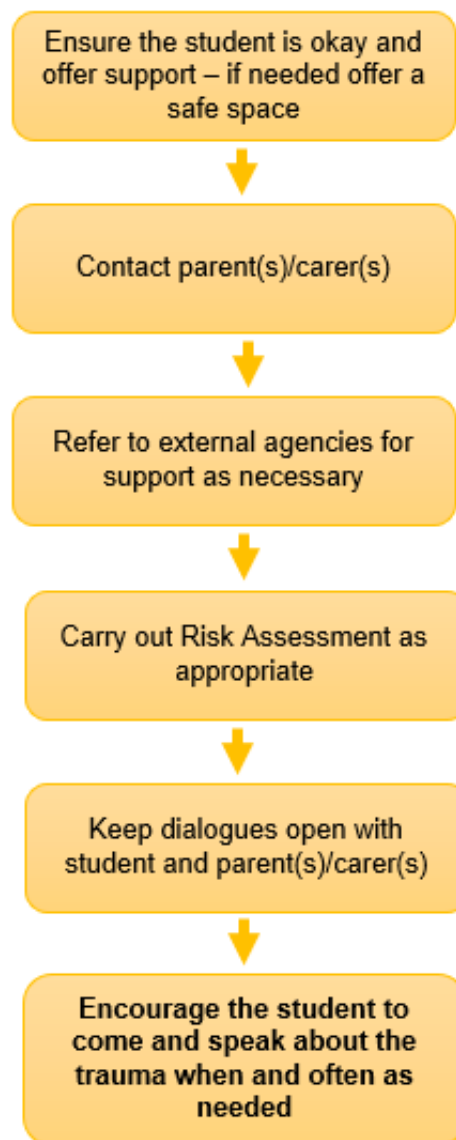 Ensure the student is okay and
offer support – if needed offer a
safe space
Contact parent(s)/carer(s)
Refer to external agencies for
support as necessary
Carry out Risk Assessment as
appropriate
Keep dialogues open with
student and parent(s)/carer(s)
Encourage the student to
come and speak about the
trauma when and often as
needed